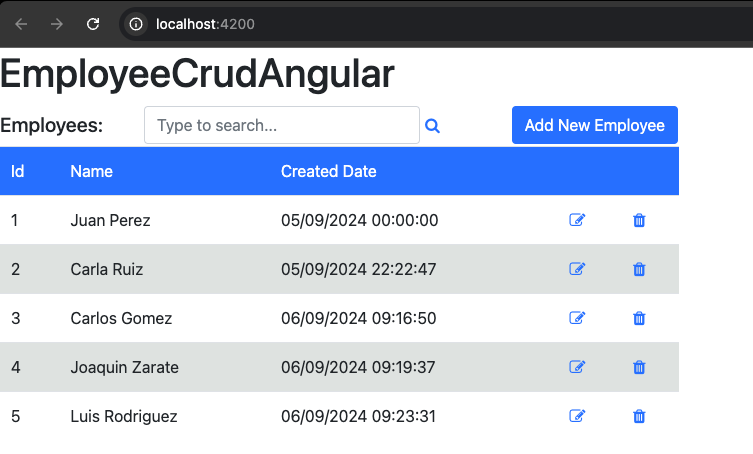 localhost:4200
EmployeeCrudAngular
Employees: Type to search... Add New Employee
Id Name Created Date
1 Juan Perez 05/09/2024 00:00:00
2 Carla Ruiz 05/09/2024 22:22:47
3 Carlos Gomez 06/09/2024 09:16:50
4 Joaquin Zarate 06/09/2024 09:19:37
5 Luis Rodriguez 06/09/2024 09:23:31